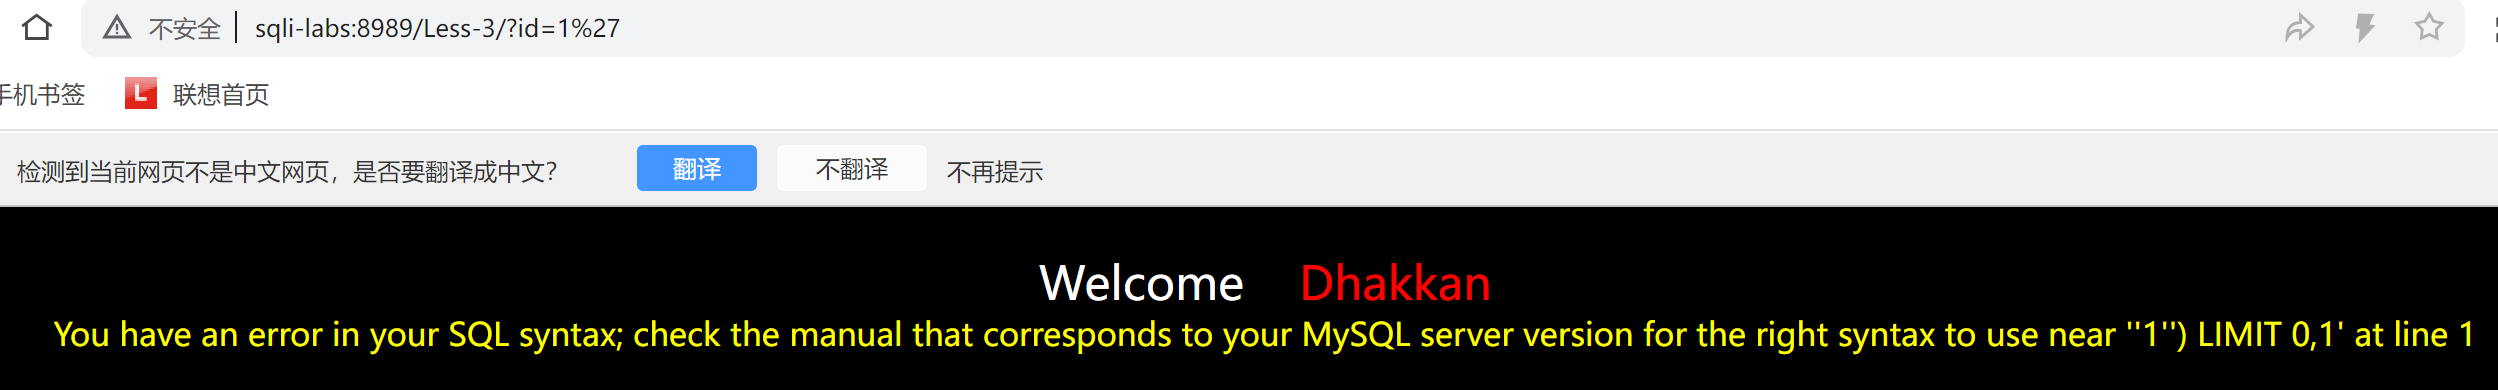 不安全 sqli-labs:8989/Less-3/?id=1%27
手机书签 L 联想首页
检测到当前网页不是中文网页，是否要翻译成中文？ 翻译 不翻译 不再提示
Welcome Dhakkan
You have an error in your SQL syntax; check the manual that corresponds to your MySQL server version for the right syntax to use near ''1'') LIMIT 0,1' at line 1